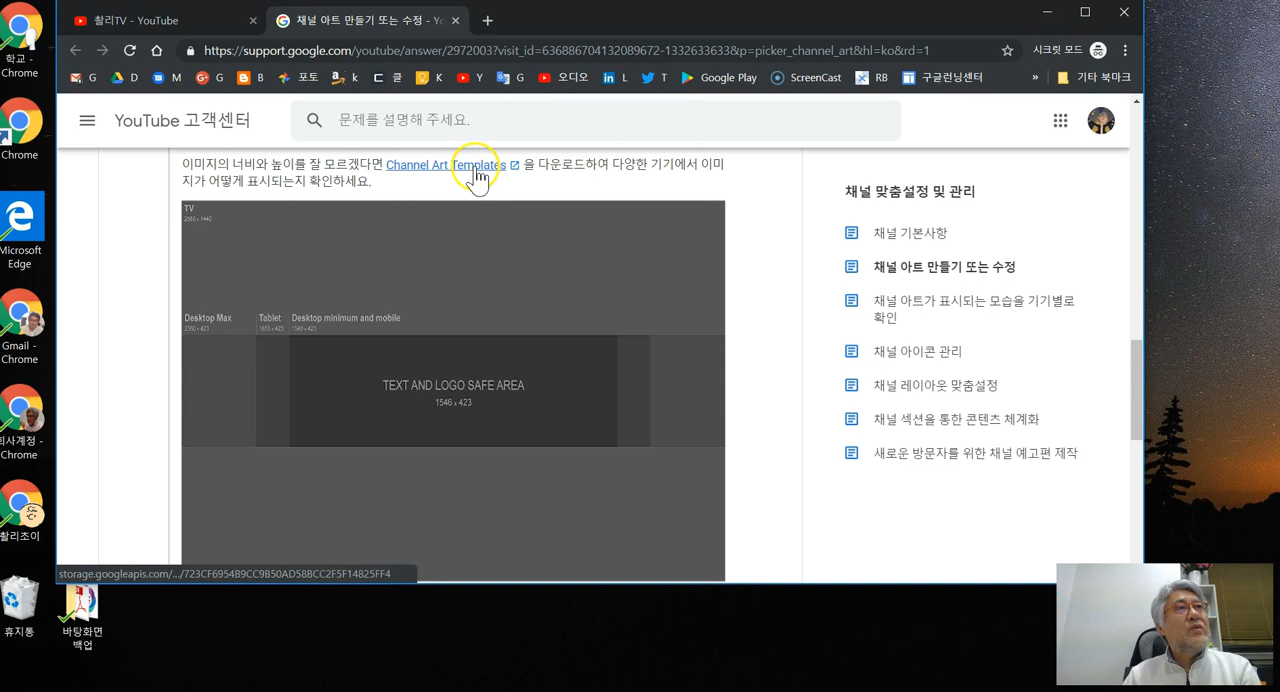 촬리TV - YouTube
채널 아트 만들기 또는 수정 - Yo
https://support.google.com/youtube/answer/2972003?visit_id=636886704132089672-1332633633&p=picker_channel_art&hl=ko&rd=1
시크릿 모드
G D M G B 포토 k 클 K Y G 오디오 L T Google Play ScreenCast RB 구글런닝센터 » 기타 북마크
YouTube 고객센터
문제를 설명해 주세요.
이미지의 너비와 높이를 잘 모르겠다면 Channel Art Templates 을 다운로드하여 다양한 기기에서 이미
지가 어떻게 표시되는지 확인하세요.
TV
Desktop Max
2560 x 423
Tablet
1855 x 423
Desktop minimum and mobile
1546 x 423
TEXT AND LOGO SAFE AREA
1546 x 423
채널 맞춤설정 및 관리
채널 기본사항
채널 아트 만들기 또는 수정
채널 아트가 표시되는 모습을 기기별로
확인
채널 아이콘 관리
채널 레이아웃 맞춤설정
채널 섹션을 통한 콘텐츠 체계화
새로운 방문자를 위한 채널 예고편 제작
storage.googleapis.com/.../723CF6954B9CC9B50AD58BCC2F5F14825FF4
학교 -
Chrome
Chrome
Microsoft
Edge
Gmail -
Chrome
회사계정 -
Chrome
촬리초이
휴지통
바탕화면
백업